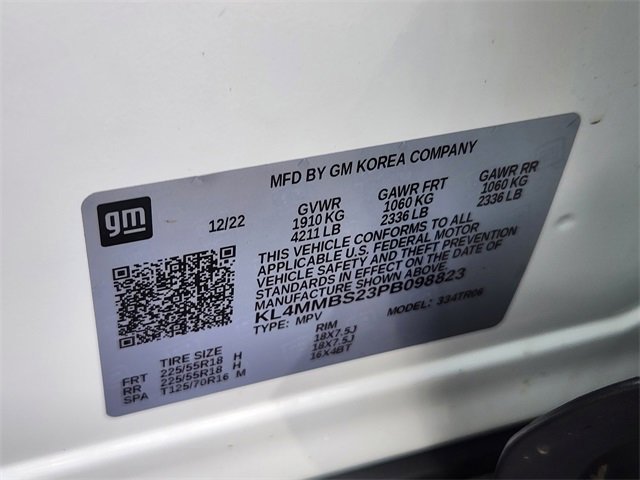 MFD BY GM KOREA COMPANY
gm
12/22
GVWR
1910 KG
4211 LB
GAWR FRT
1060 KG
2336 LB
GAWR RR
1060 KG
2336 LB
THIS VEHICLE CONFORMS TO ALL
APPLICABLE U.S. FEDERAL MOTOR
VEHICLE SAFETY AND THEFT PREVENTION
STANDARDS IN EFFECT ON THE DATE OF
MANUFACTURE SHOWN ABOVE.
KL4MMBS23PB098823
TYPE: MPV
MODEL: 334TR06
TIRE SIZE
RIM
FRT 225/55R18 H 18X7.5J
RR 225/55R18 H 18X7.5J
SPA T125/70R16 M 16X4BT